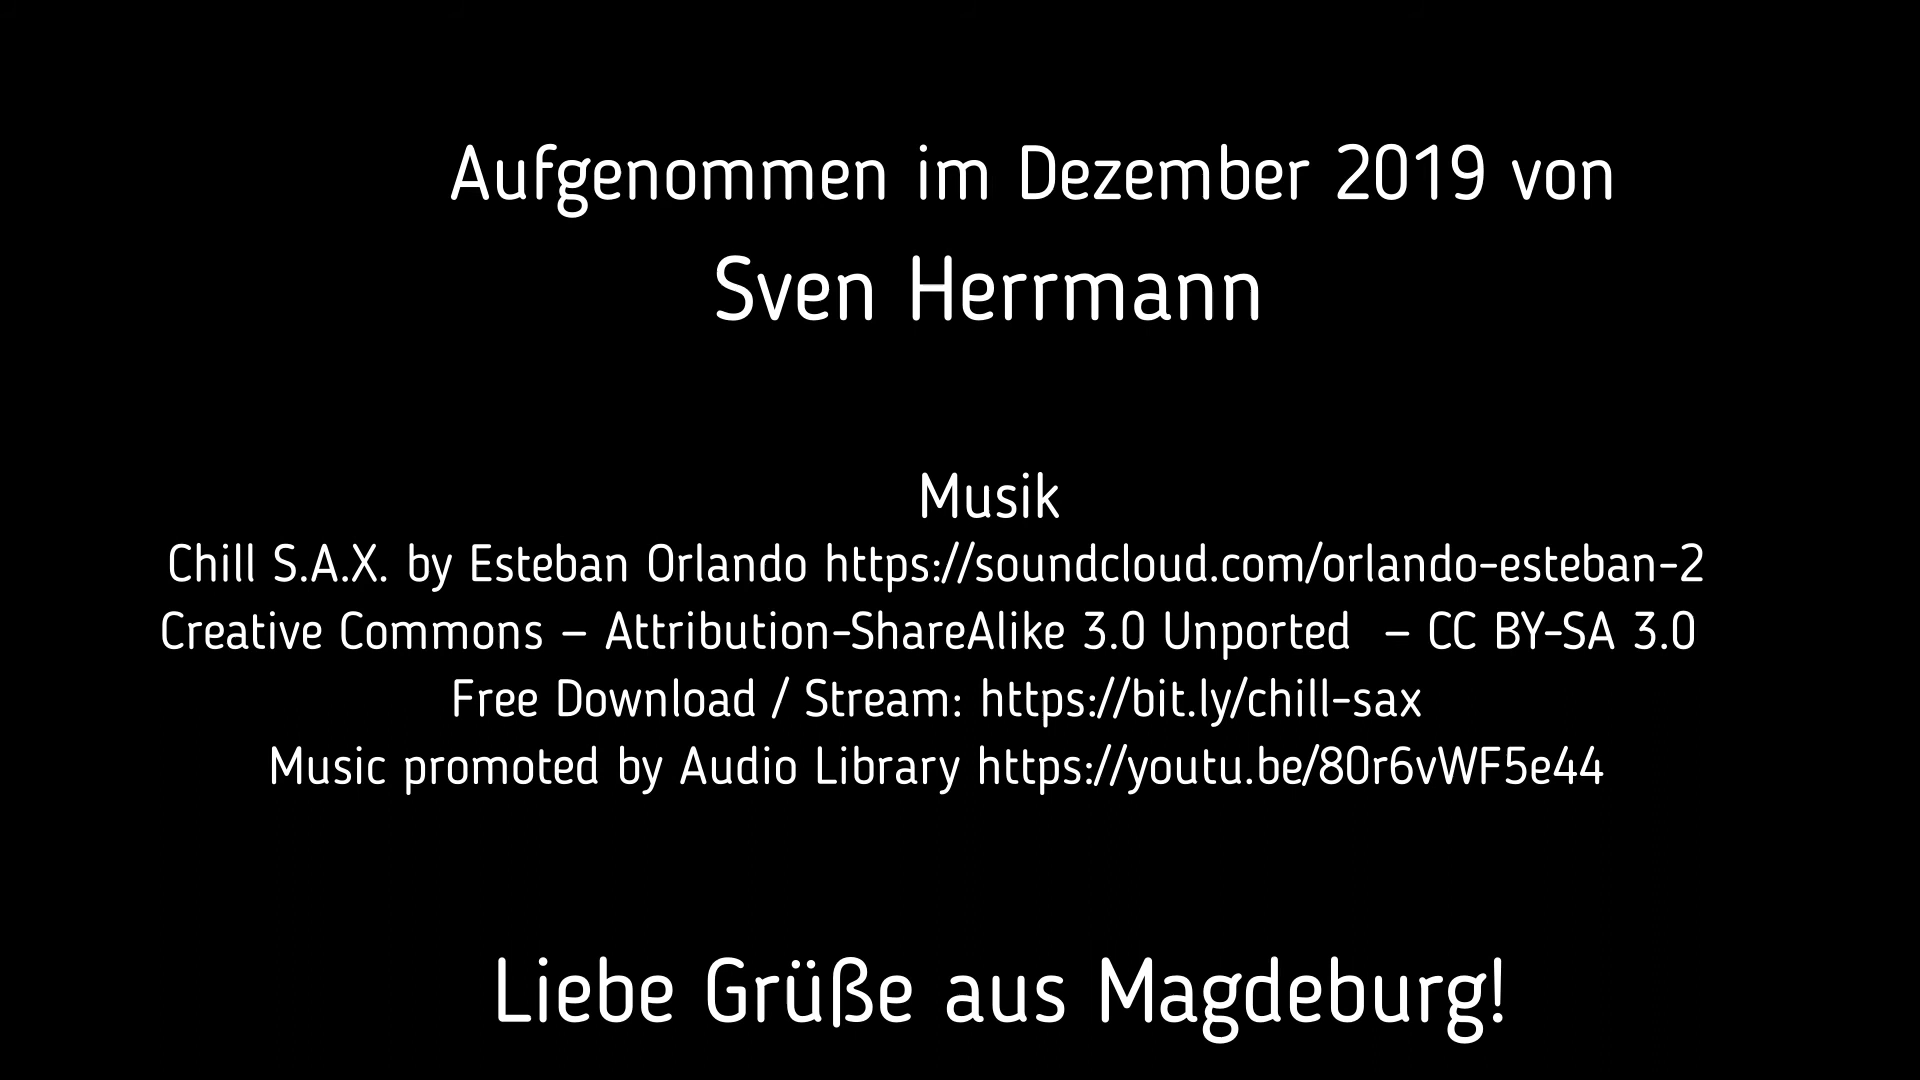 Aufgenommen im Dezember 2019 von
Sven Herrmann
Musik
Chill S.A.X. by Esteban Orlando https://soundcloud.com/orlando-esteban-2
Creative Commons – Attribution-ShareAlike 3.0 Unported  – CC BY-SA 3.0
Free Download / Stream: https://bit.ly/chill-sax
Music promoted by Audio Library https://youtu.be/80r6vWF5e44
Liebe Grüße aus Magdeburg!